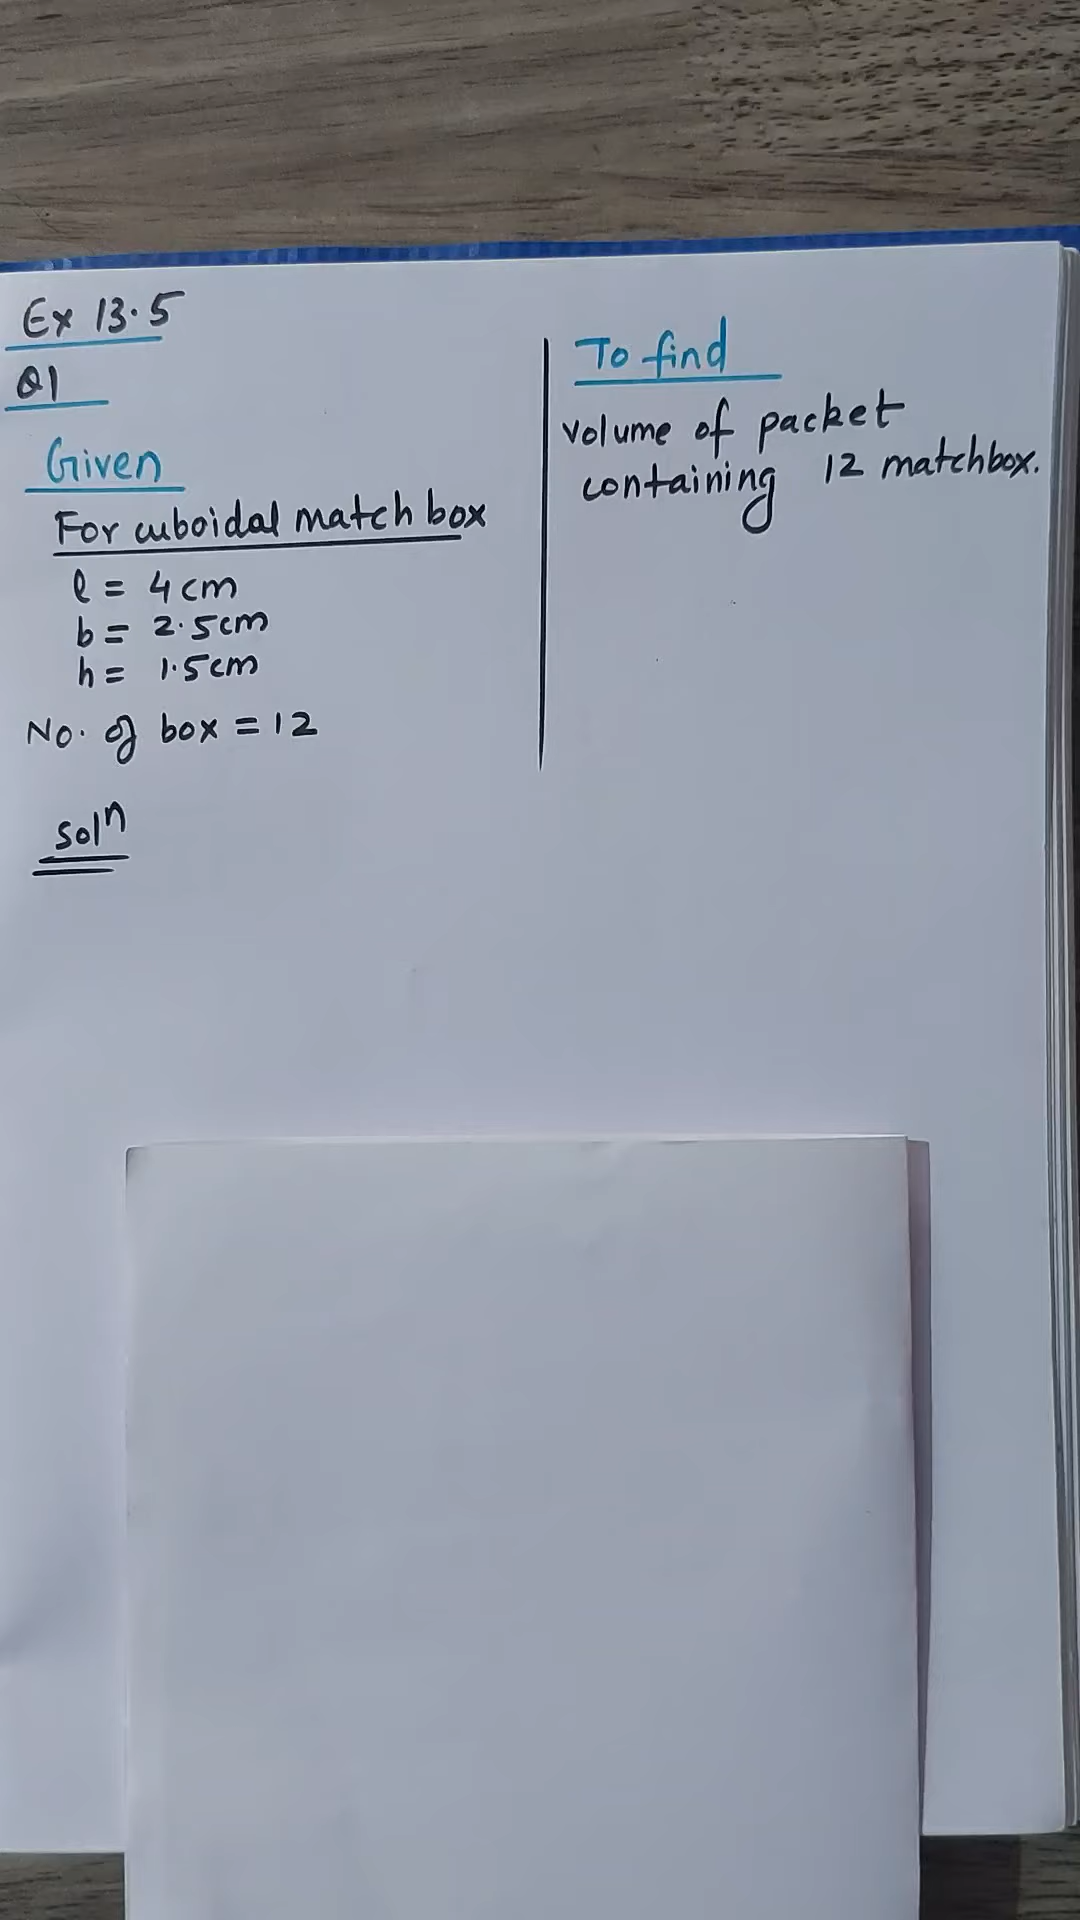 Ex 13.5
Q1
Given
For cuboidal match box
l = 4cm
b = 2.5cm
h = 1.5cm
No. of box = 12
Solⁿ
To find
volume of packet
containing 12 matchbox.